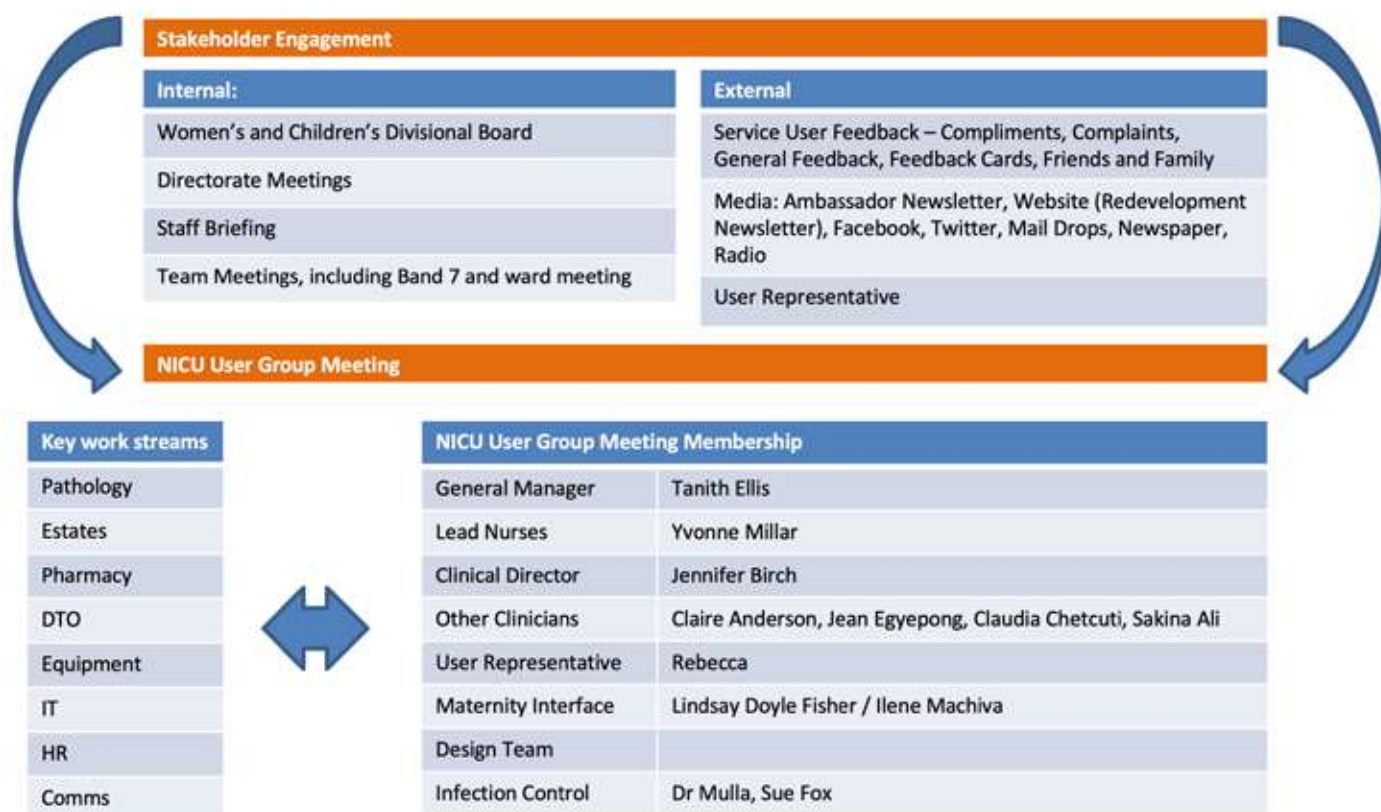 Stakeholder Engagement
Internal:
Women's and Children's Divisional Board
Directorate Meetings
Staff Briefing
Team Meetings, including Band 7 and ward meeting
External
Service User Feedback – Compliments, Complaints,
General Feedback, Feedback Cards, Friends and Family
Media: Ambassador Newsletter, Website (Redevelopment
Newsletter), Facebook, Twitter, Mail Drops, Newspaper,
Radio
User Representative
NICU User Group Meeting
Key work streams
Pathology
Estates
Pharmacy
DTO
Equipment
IT
HR
Comms
NICU User Group Meeting Membership
General Manager Tanith Ellis
Lead Nurses Yvonne Millar
Clinical Director Jennifer Birch
Other Clinicians Claire Anderson, Jean Egyepong, Claudia Chetcuti, Sakina Ali
User Representative Rebecca
Maternity Interface Lindsay Doyle Fisher / Ilene Machiva
Design Team
Infection Control Dr Mulla, Sue Fox